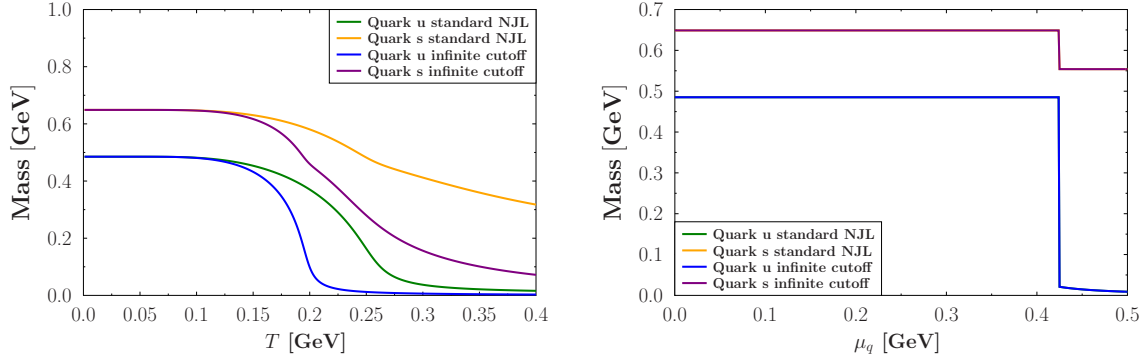 1.0
0.8
0.6
0.4
0.2
0.0
Mass [GeV]
0.0 0.05 0.1 0.15 0.2 0.25 0.3 0.35 0.4
T [GeV]
Quark u standard NJL
Quark s standard NJL
Quark u infinite cutoff
Quark s infinite cutoff
0.7
0.6
0.5
0.4
0.3
0.2
0.1
0.0
Mass [GeV]
Quark u standard NJL
Quark s standard NJL
Quark u infinite cutoff
Quark s infinite cutoff
0.0 0.1 0.2 0.3 0.4 0.5
μq [GeV]